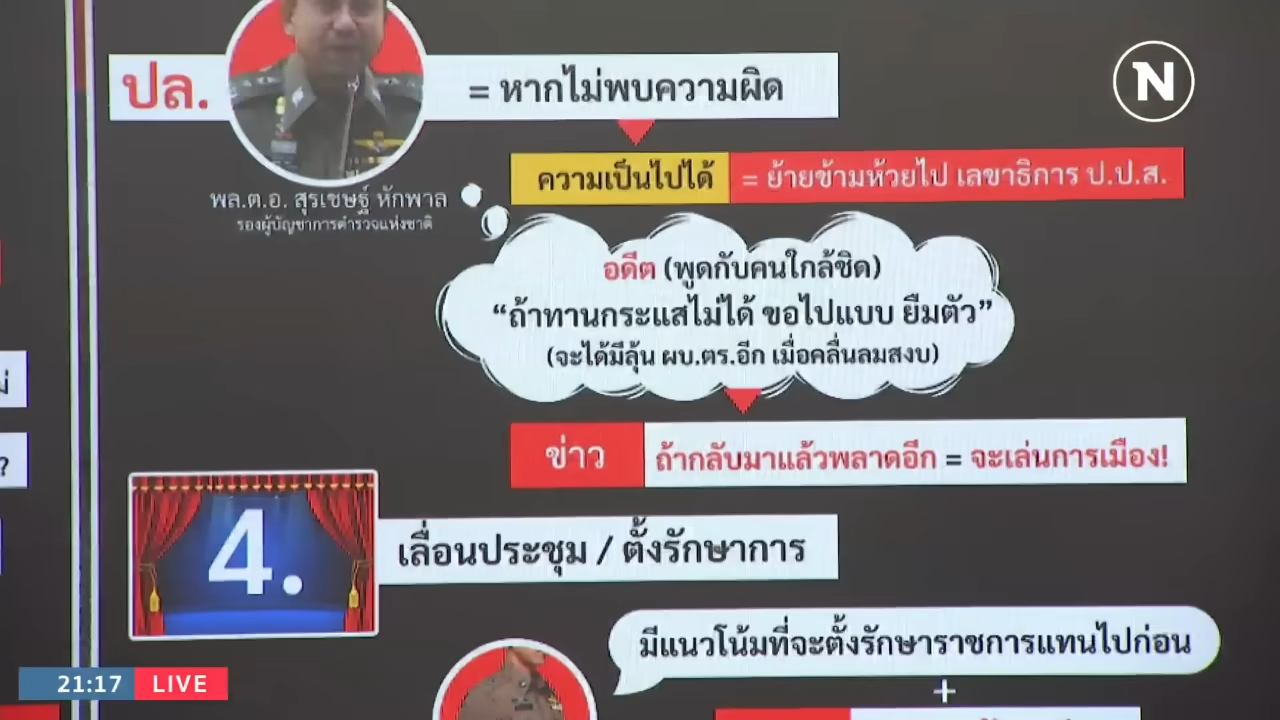 N
ปล.
= หากไม่พบความผิด
พล.ต.อ. สุรเชษฐ์ หักพาล
รองผู้บัญชาการตำรวจแห่งชาติ
ความเป็นไปได้ = ย้ายข้ามห้วยไป เลขาธิการ ป.ป.ส.
อดีต (พูดกับคนใกล้ชิด)
“ถ้าทานกระแสไม่ได้ ขอไปแบบ ยืมตัว”
(จะได้มีลุ้น ผบ.ตร.อีก เมื่อคลื่นลมสงบ)
ข่าว ถ้ากลับมาแล้วพลาดอีก = จะเล่นการเมือง!
?
4.
เลื่อนประชุม / ตั้งรักษาการ
มีแนวโน้มที่จะตั้งรักษาราชการแทนไปก่อน
+
21:17 LIVE